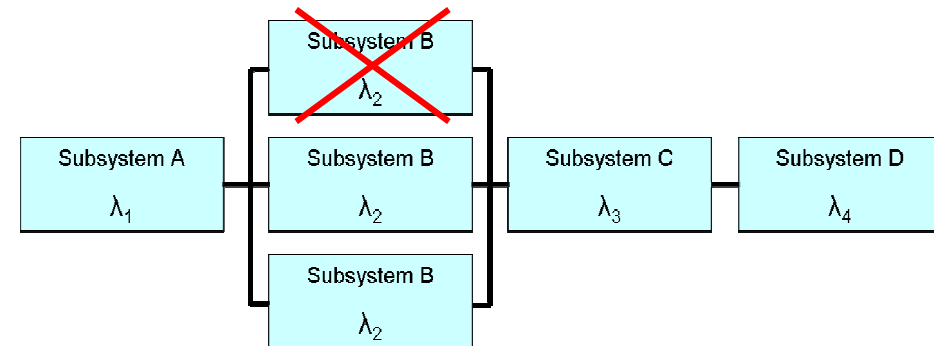 Subsystem B
λ2
Subsystem A
λ1
Subsystem B
λ2
Subsystem C
λ3
Subsystem D
λ4
Subsystem B
λ2